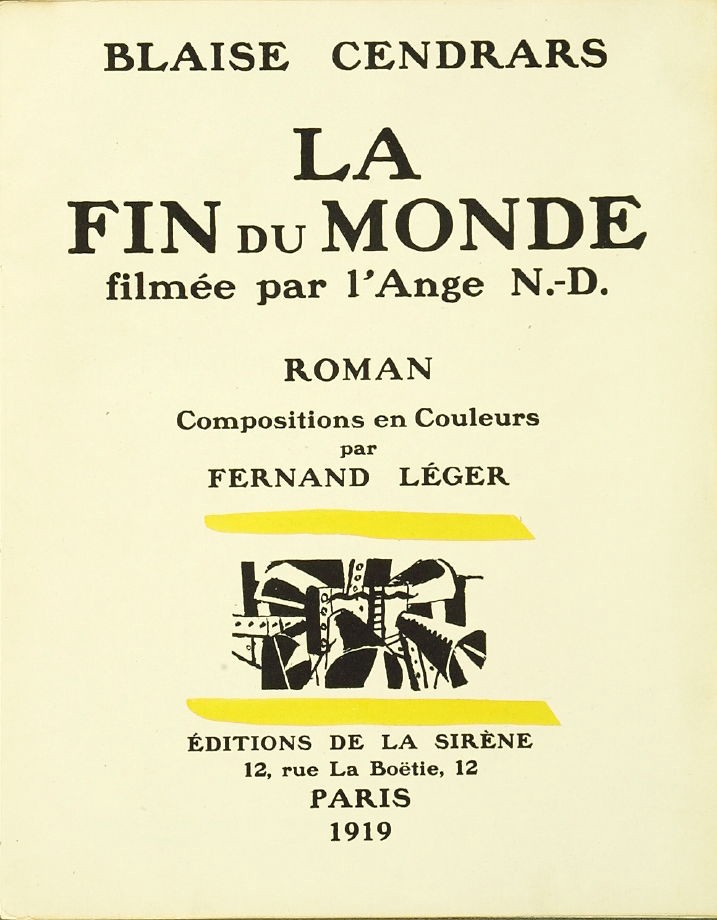 BLAISE CENDRARS
LA
FIN DU MONDE
filmée par l'Ange N.-D.
ROMAN
Compositions en Couleurs
par
FERNAND LÉGER
ÉDITIONS DE LA SIRÈNE
12, rue La Boëtie, 12
PARIS
1919